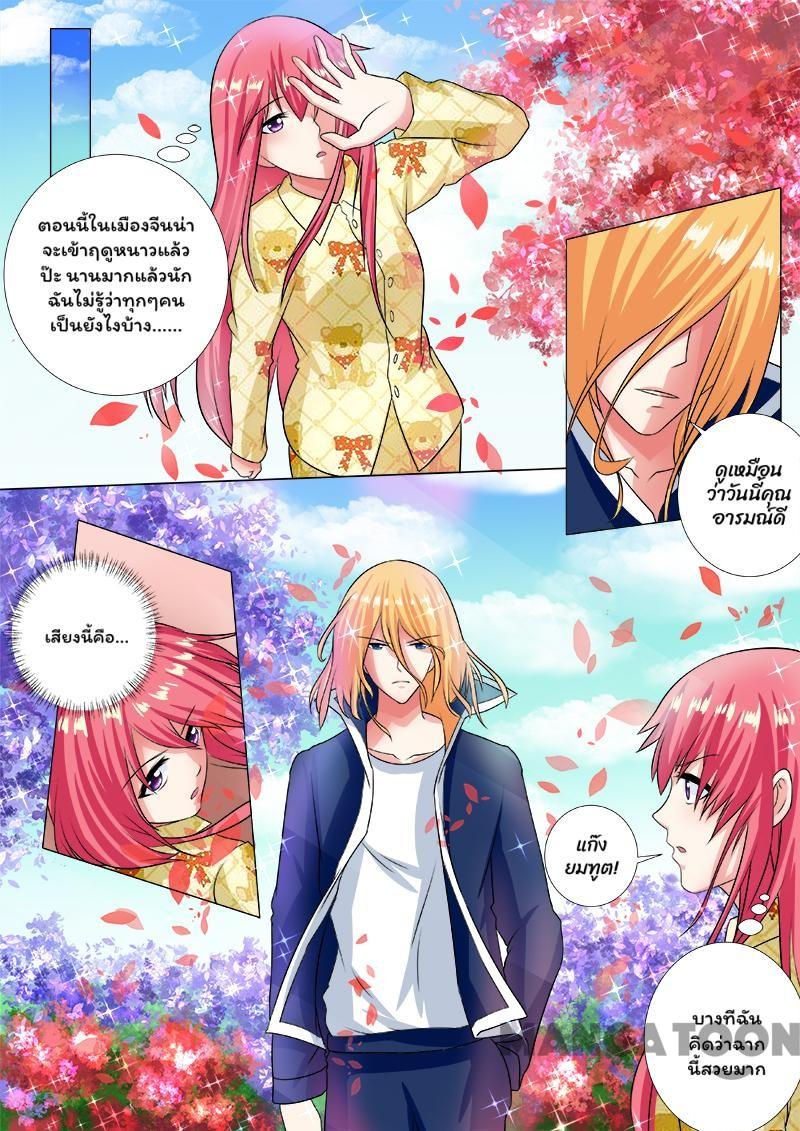 ตอนนี้ในเมืองจีนน่า
จะเข้าฤดูหนาวแล้ว
ป๊ะ นานมากแล้วนัก
ฉันไม่รู้ว่าทุกๆคน
เป็นยังไงบ้าง......
ดูเหมือน
ว่าวันนี้คุณ
อารมณ์ดี
เสียงนี้คือ...
แก๊ง
ยมฑูต!
บางทีฉัน
คิดว่าฉาก
นี้สวยมาก
MANGATOON